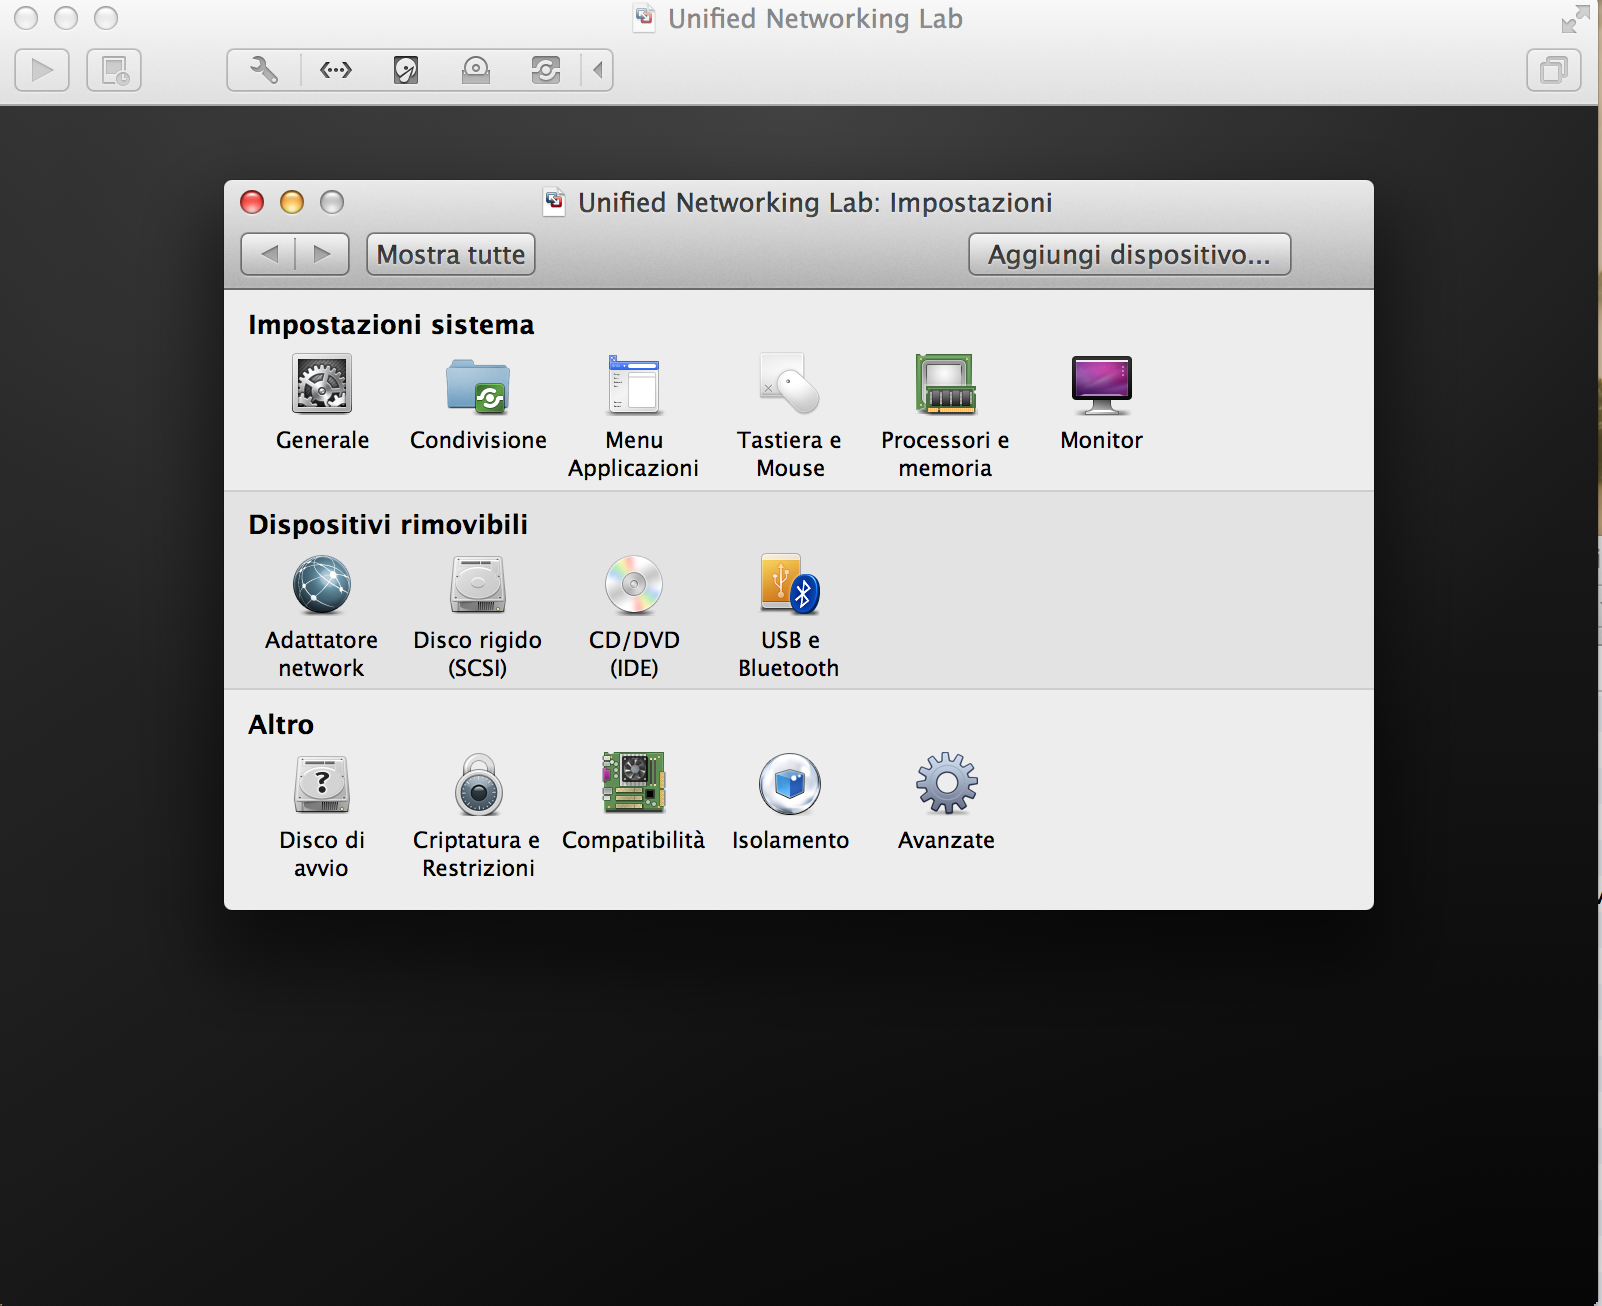 Unified Networking Lab
Unified Networking Lab: Impostazioni
Mostra tutte
Aggiungi dispositivo...
Impostazioni sistema
Generale
Condivisione
Menu
Applicazioni
Tastiera e
Mouse
Processori e
memoria
Monitor
Dispositivi rimovibili
Adattatore
network
Disco rigido
(SCSI)
CD/DVD
(IDE)
USB e
Bluetooth
Altro
Disco di
avvio
Criptatura e
Restrizioni
Compatibilità
Isolamento
Avanzate